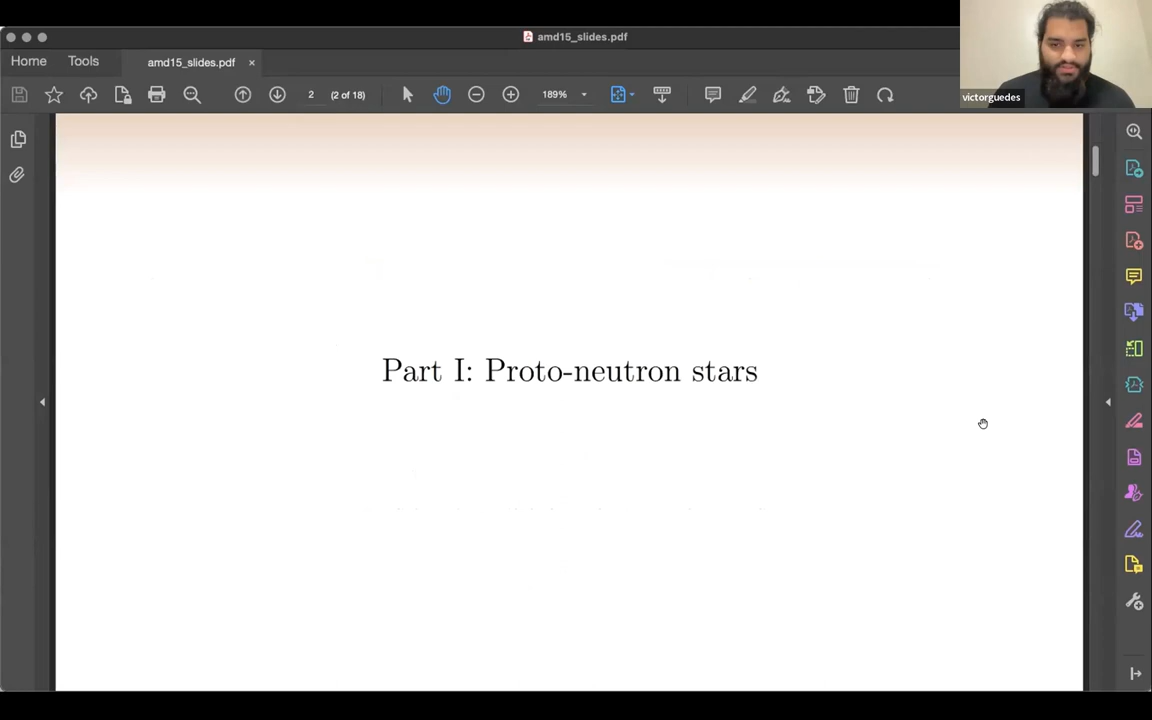 amd15_slides.pdf
Home
Tools
amd15_slides.pdf
×
2
(2 of 18)
189%
victorguedes
Part I: Proto-neutron stars